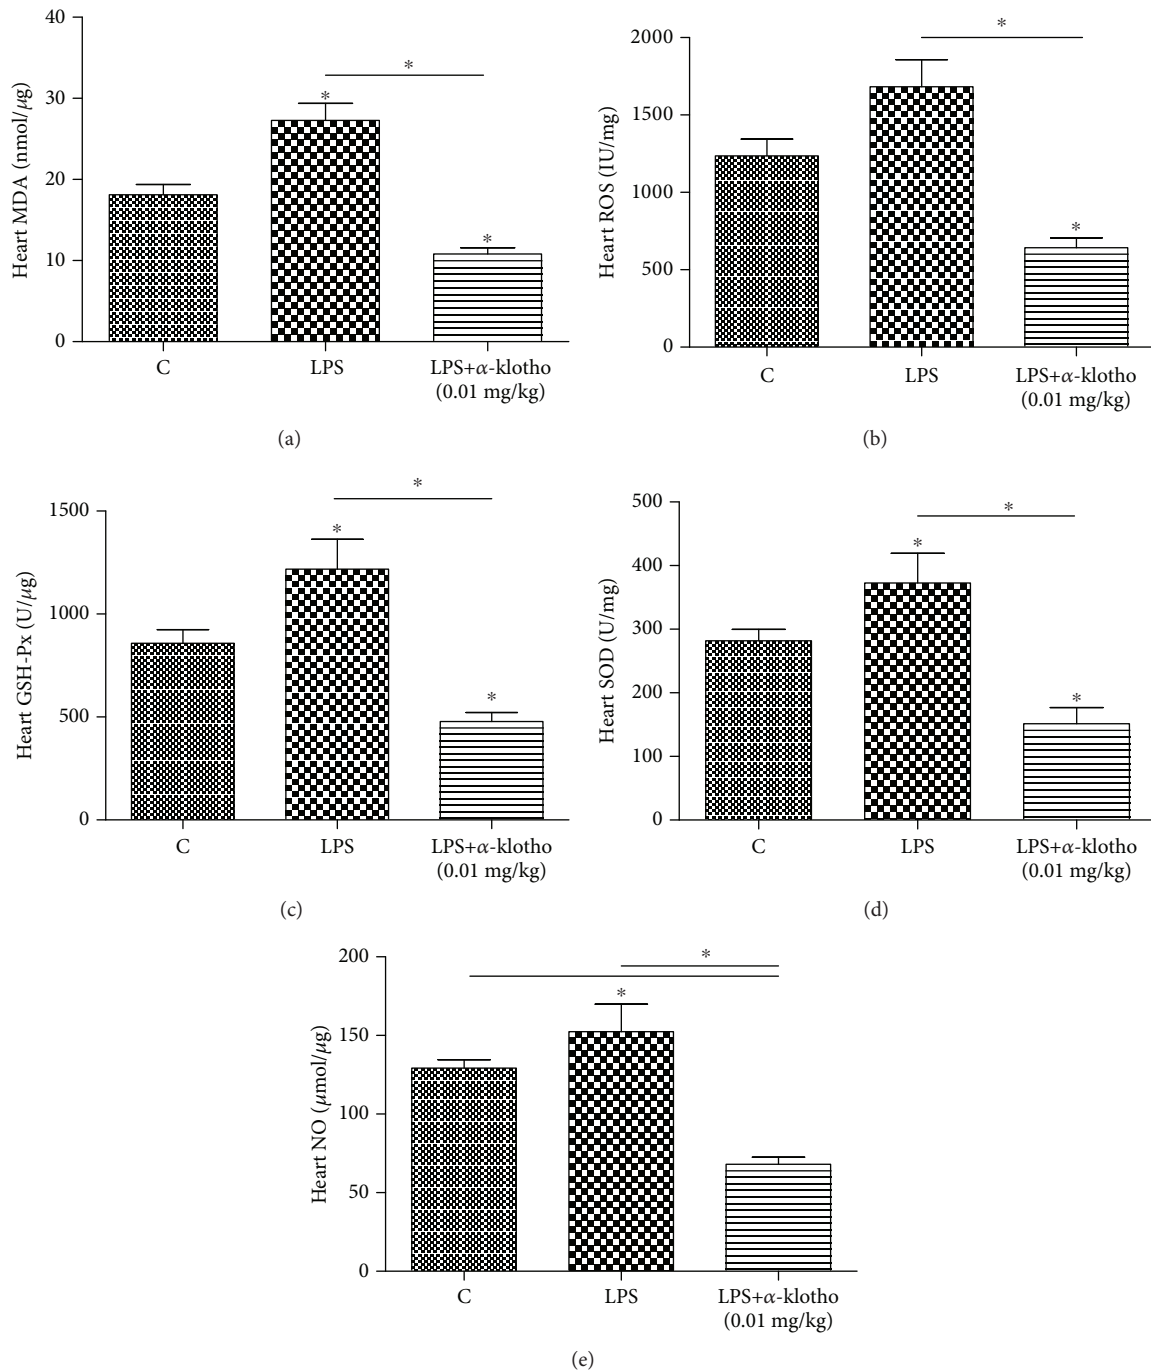 Heart MDA (nmol/μg)
40
30
20
10
0
*
*
*
C
LPS
LPS+α-klotho
(0.01 mg/kg)
(a)
Heart ROS (IU/mg)
2000
1500
1000
500
0
*
*
C
LPS
LPS+α-klotho
(0.01 mg/kg)
(b)
Heart GSH-Px (U/μg)
1500
1000
500
0
*
*
*
C
LPS
LPS+α-klotho
(0.01 mg/kg)
(c)
Heart SOD (U/mg)
500
400
300
200
100
0
*
*
*
C
LPS
LPS+α-klotho
(0.01 mg/kg)
(d)
Heart NO (μmol/μg)
200
150
100
50
0
*
*
C
LPS
LPS+α-klotho
(0.01 mg/kg)
(e)